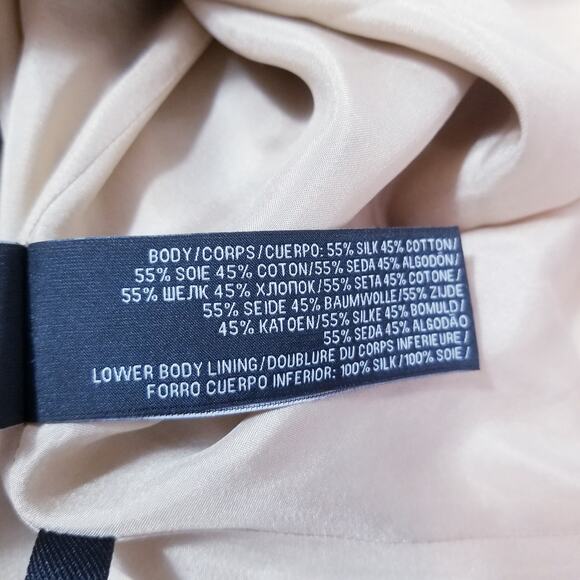 BODY/CORPS/CUERPO: 55% SILK 45% COTTON/
55% SOIE 45% COTON/55% SEDA 45% ALGODÓN/
55% ШЕЛК 45% ХЛОПОК/55% SETA 45% COTONE/
55% SEIDE 45% BAUMWOLLE/55% ZIJDE
45% KATOEN/55% SILKE 45% BOMULD/
55% SEDA 45% ALGODÃO
LOWER BODY LINING/DOUBLURE DU CORPS INFERIEURE/
FORRO CUERPO INFERIOR: 100% SILK/100% SOIE/